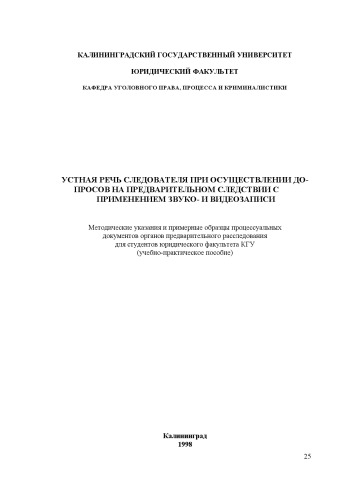 КАЛИНИНГРАДСКИЙ ГОСУДАРСТВЕННЫЙ УНИВЕРСИТЕТ
ЮРИДИЧЕСКИЙ ФАКУЛЬТЕТ
КАФЕДРА УГОЛОВНОГО ПРАВА, ПРОЦЕССА И КРИМИНАЛИСТИКИ
УСТНАЯ РЕЧЬ СЛЕДОВАТЕЛЯ ПРИ ОСУЩЕСТВЛЕНИИ ДО-
ПРОСОВ НА ПРЕДВАРИТЕЛЬНОМ СЛЕДСТВИИ С
ПРИМЕНЕНИЕМ ЗВУКО- И ВИДЕОЗАПИСИ
Методические указания и примерные образцы процессуальных
документов органов предварительного расследования
для студентов юридического факультета КГУ
(учебно-практическое пособие)
Калининград
1998
25